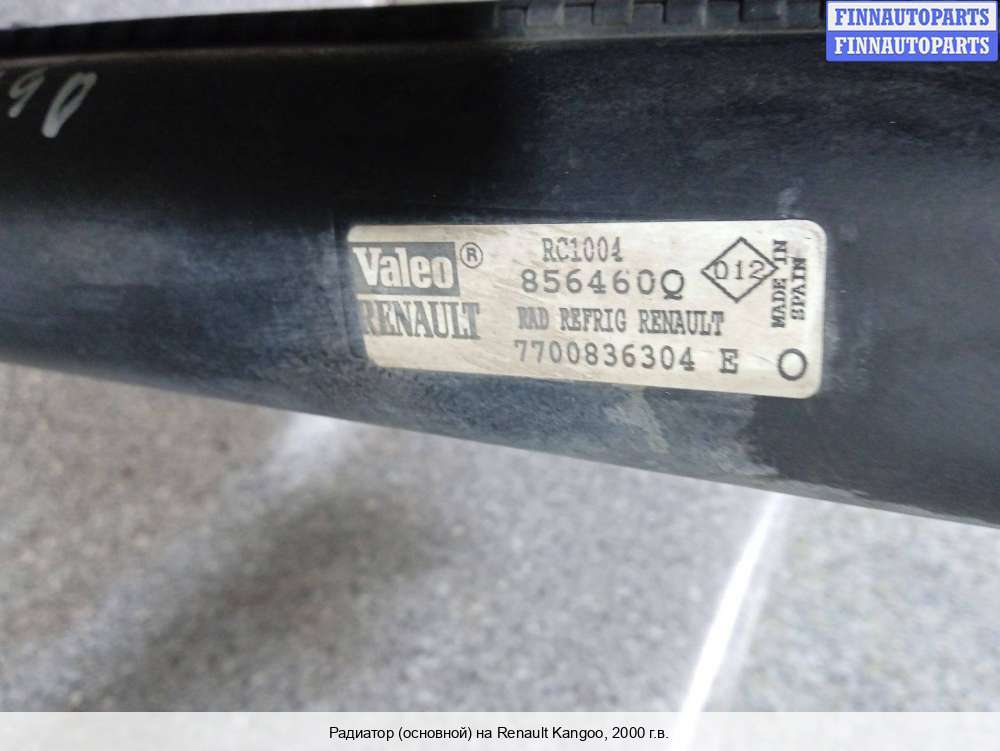 FINNAUTOPARTS
FINNAUTOPARTS
Valeo®
RENAULT
RC1004
856460Q
012
RAD REFRIG RENAULT
7700836304 E
MADE IN
SPAIN
Радиатор (основной) на Renault Kangoo, 2000 г.в.